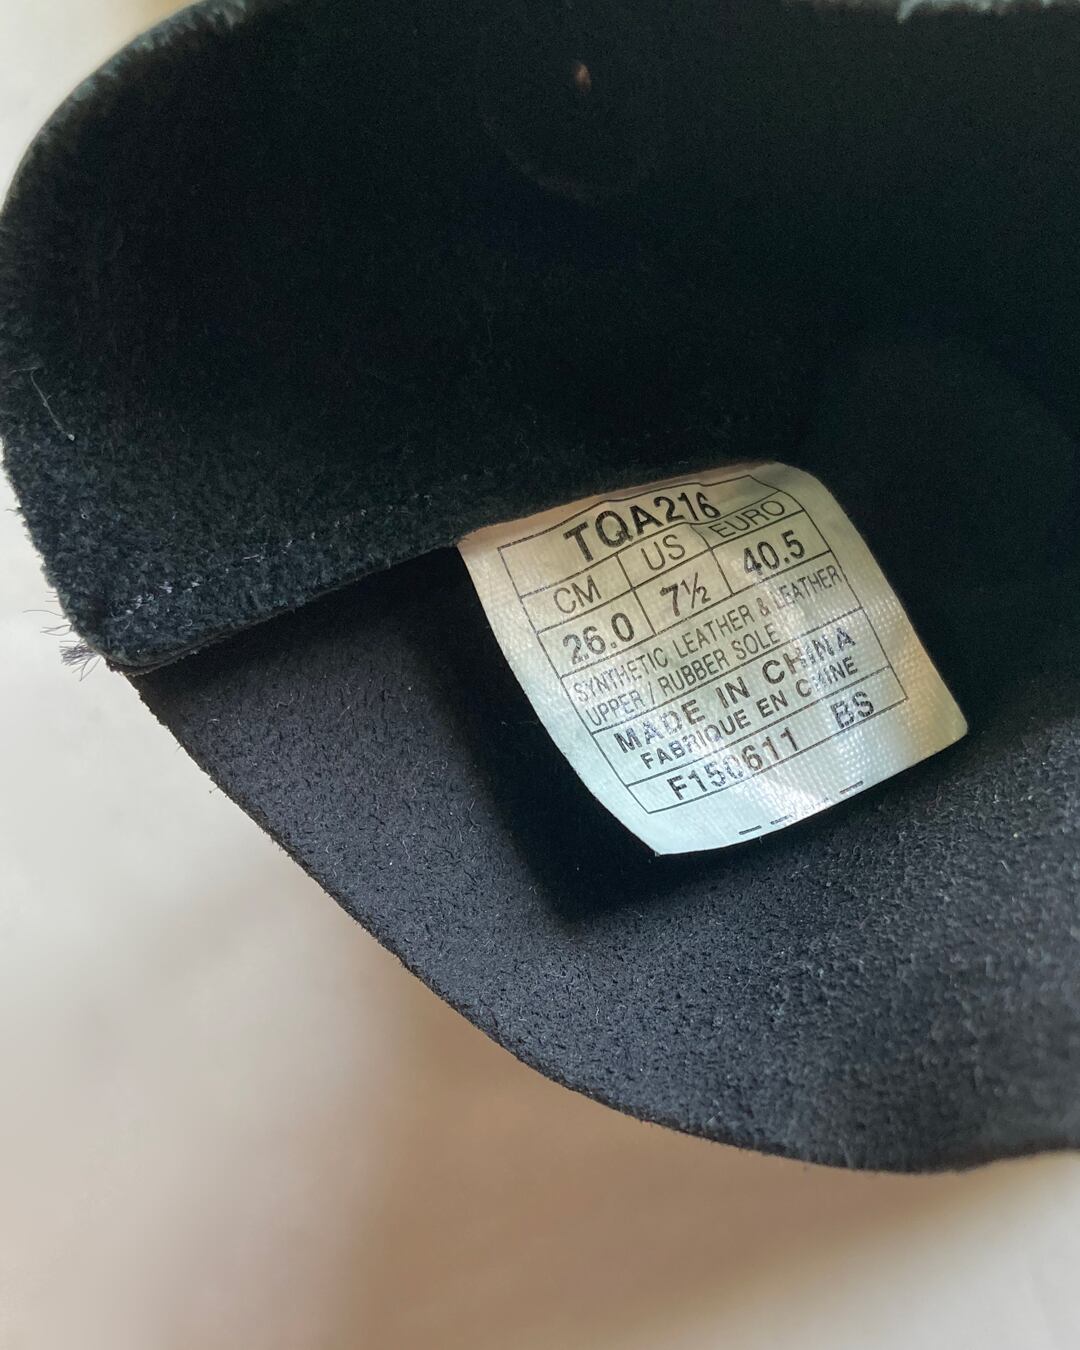 TQA216
CM US EURO
26.0 7½ 40.5
SYNTHETIC LEATHER & LEATHER
UPPER / RUBBER SOLE
MADE IN CHINA
FABRIQUE EN CHINE
F150611 BS